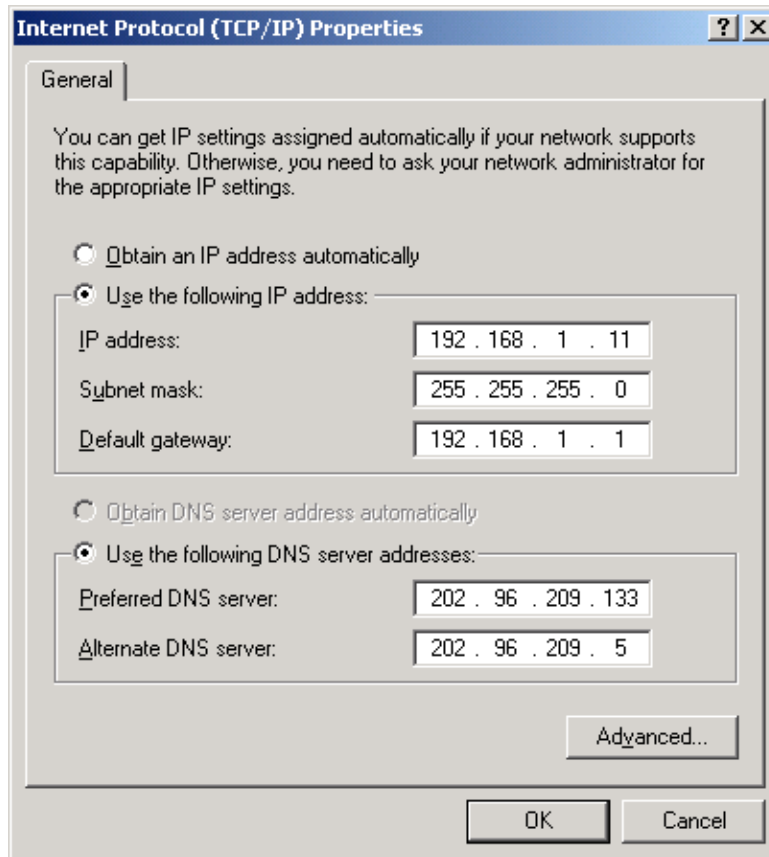 Internet Protocol (TCP/IP) Properties
General
You can get IP settings assigned automatically if your network supports
this capability. Otherwise, you need to ask your network administrator for
the appropriate IP settings.
Obtain an IP address automatically
Use the following IP address:
IP address: 192 . 168 . 1 . 11
Subnet mask: 255 . 255 . 255 . 0
Default gateway: 192 . 168 . 1 . 1
Obtain DNS server address automatically
Use the following DNS server addresses:
Preferred DNS server: 202 . 96 . 209 . 133
Alternate DNS server: 202 . 96 . 209 . 5
Advanced...
OK Cancel